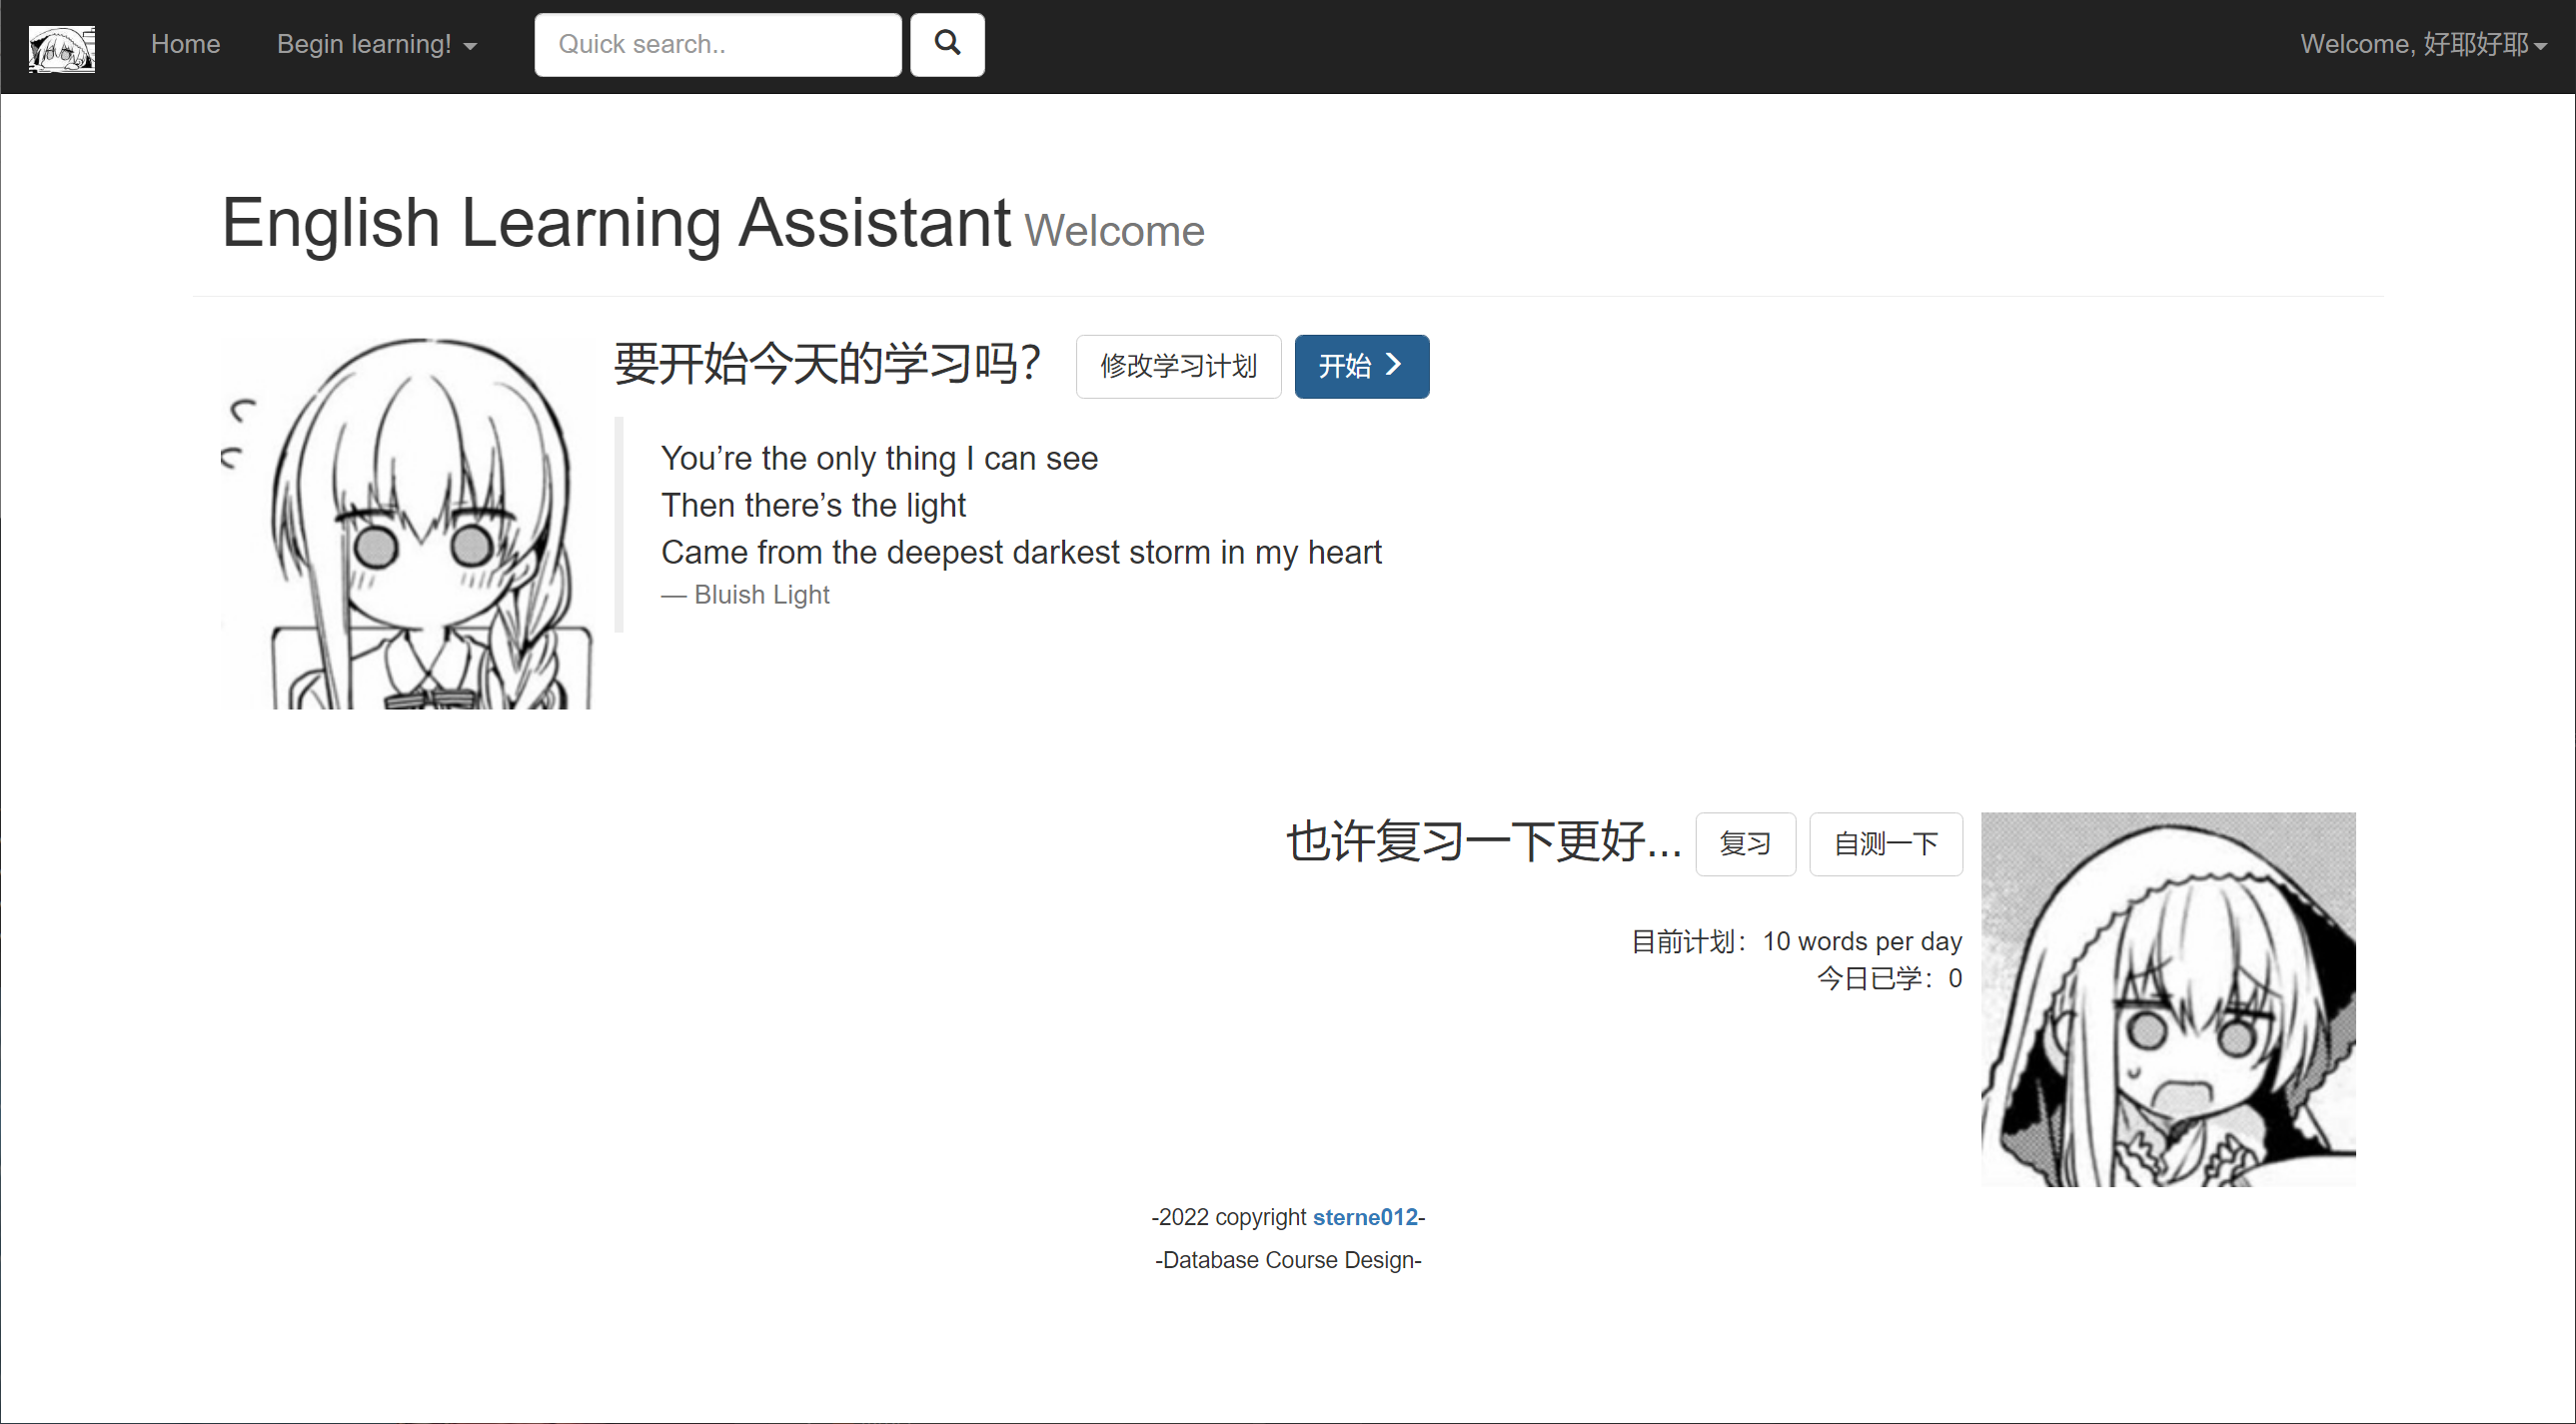 Home Begin learning! Quick search.. Welcome, 好耶好耶
English Learning Assistant Welcome
要开始今天的学习吗？ 修改学习计划 开始
You’re the only thing I can see
Then there’s the light
Came from the deepest darkest storm in my heart
— Bluish Light
也许复习一下更好... 复习 自测一下
目前计划：10 words per day
今日已学：0
-2022 copyright sterne012-
-Database Course Design-